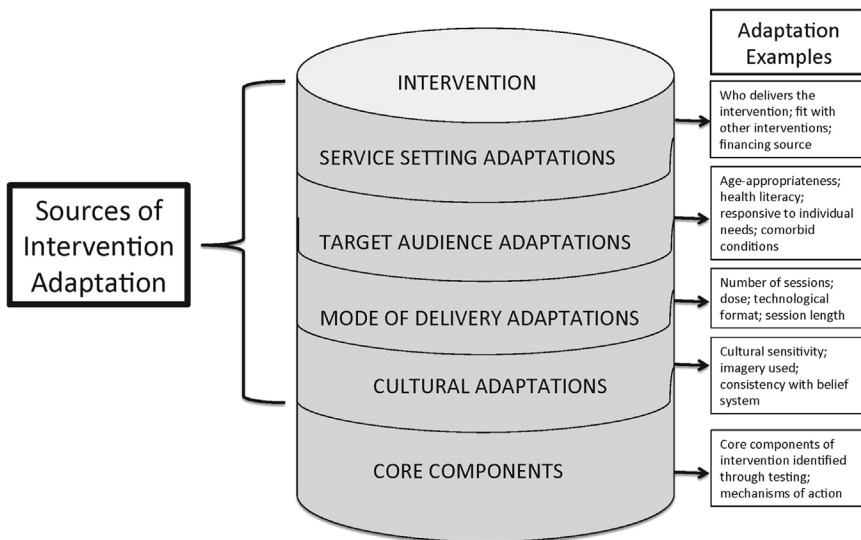 Sources of
Intervention
Adaptation
INTERVENTION
SERVICE SETTING ADAPTATIONS
TARGET AUDIENCE ADAPTATIONS
MODE OF DELIVERY ADAPTATIONS
CULTURAL ADAPTATIONS
CORE COMPONENTS
Adaptation
Examples
Who delivers the
intervention; fit with
other interventions;
financing source
Age-appropriateness;
health literacy;
responsive to individual
needs; comorbid
conditions
Number of sessions;
dose; technological
format; session length
Cultural sensitivity;
imagery used;
consistency with belief
system
Core components of
intervention identified
through testing;
mechanisms of action